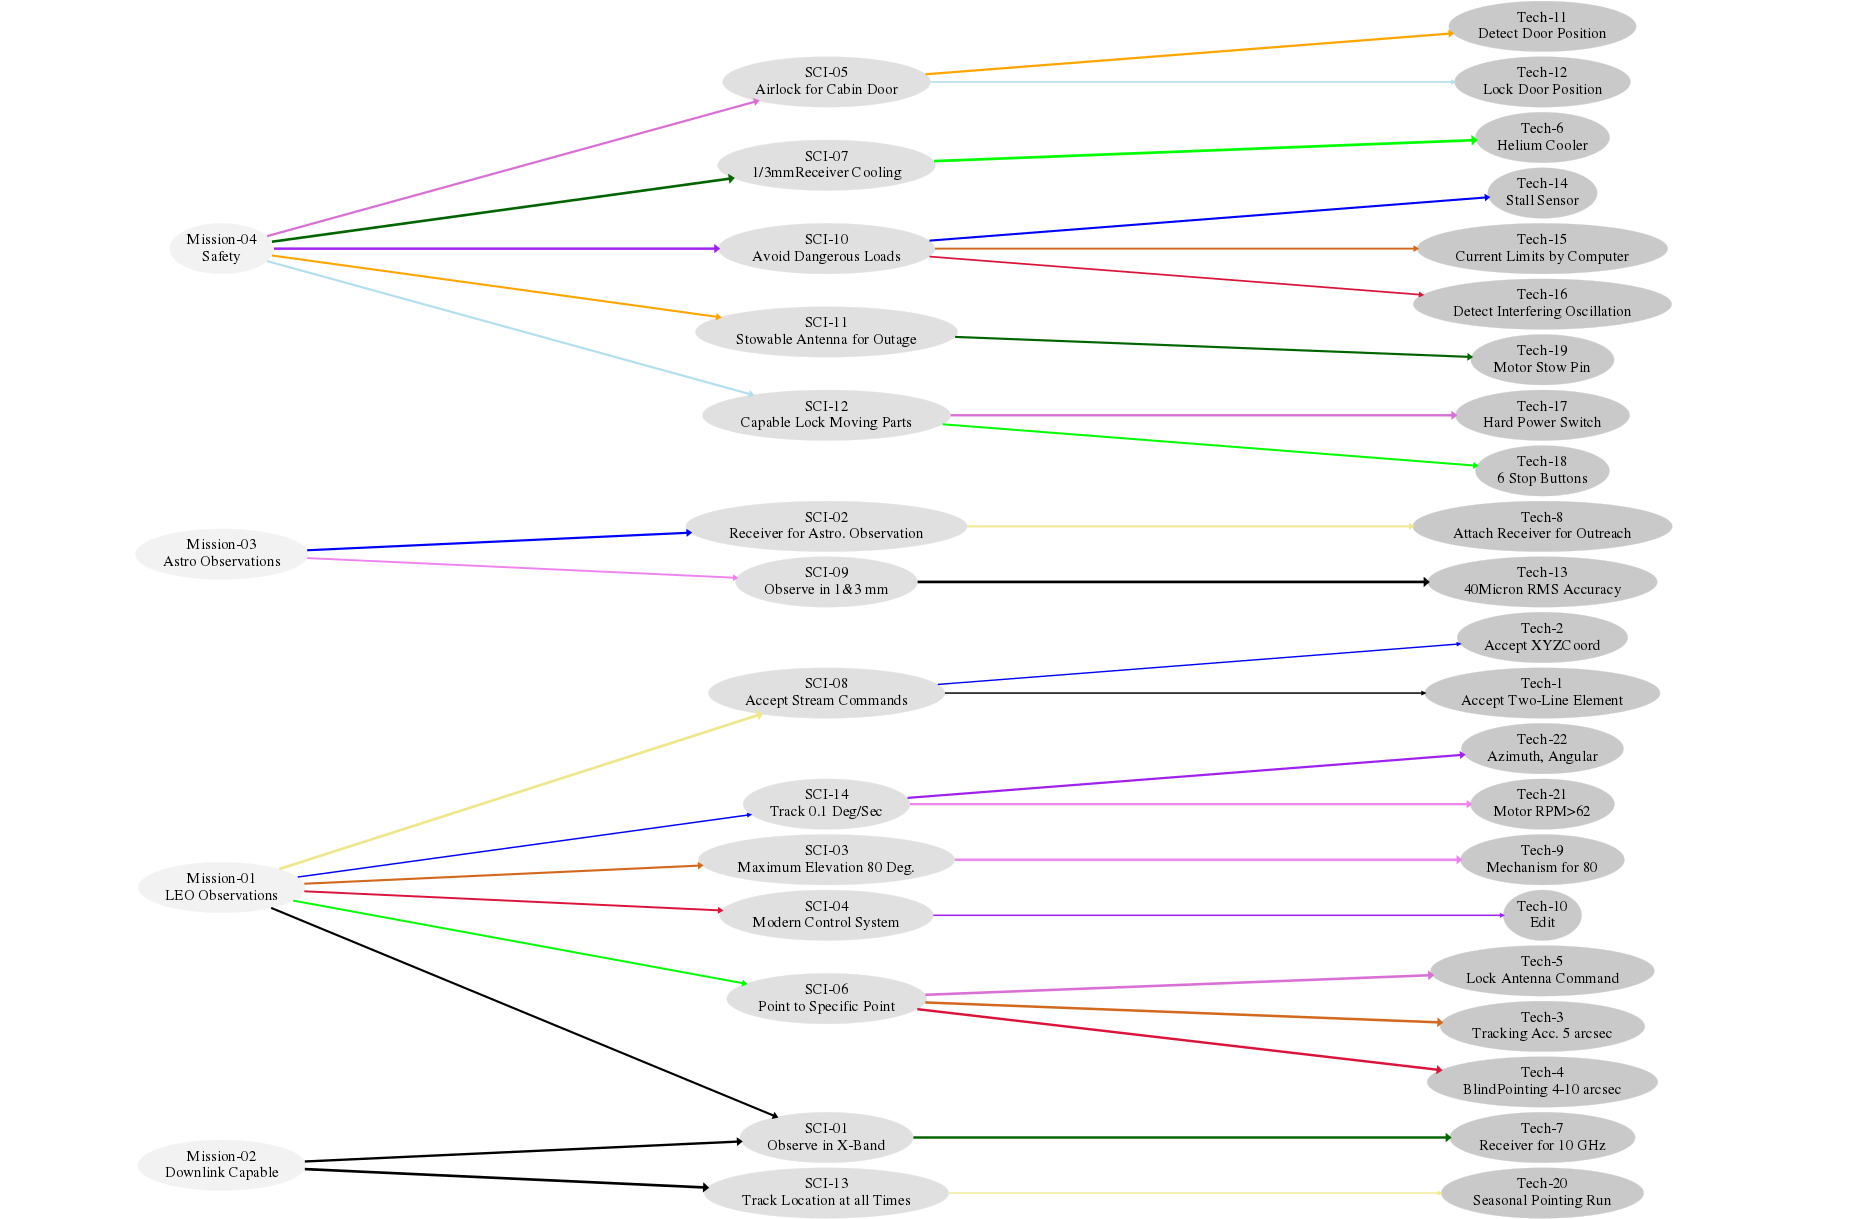 Mission-04
Safety
Mission-03
Astro Observations
Mission-01
LEO Observations
Mission-02
Downlink Capable
SCI-05
Airlock for Cabin Door
SCI-07
1/3mmReceiver Cooling
SCI-10
Avoid Dangerous Loads
SCI-11
Stowable Antenna for Outage
SCI-12
Capable Lock Moving Parts
SCI-02
Receiver for Astro. Observation
SCI-09
Observe in 1&3 mm
SCI-08
Accept Stream Commands
SCI-14
Track 0.1 Deg/Sec
SCI-03
Maximum Elevation 80 Deg.
SCI-04
Modern Control System
SCI-06
Point to Specific Point
SCI-01
Observe in X-Band
SCI-13
Track Location at all Times
Tech-11
Detect Door Position
Tech-12
Lock Door Position
Tech-6
Helium Cooler
Tech-14
Stall Sensor
Tech-15
Current Limits by Computer
Tech-16
Detect Interfering Oscillation
Tech-19
Motor Stow Pin
Tech-17
Hard Power Switch
Tech-18
6 Stop Buttons
Tech-8
Attach Receiver for Outreach
Tech-13
40Micron RMS Accuracy
Tech-2
Accept XYZCoord
Tech-1
Accept Two-Line Element
Tech-22
Azimuth, Angular
Tech-21
Motor RPM>62
Tech-9
Mechanism for 80
Tech-10
Edit
Tech-5
Lock Antenna Command
Tech-3
Tracking Acc. 5 arcsec
Tech-4
BlindPointing 4-10 arcsec
Tech-7
Receiver for 10 GHz
Tech-20
Seasonal Pointing Run